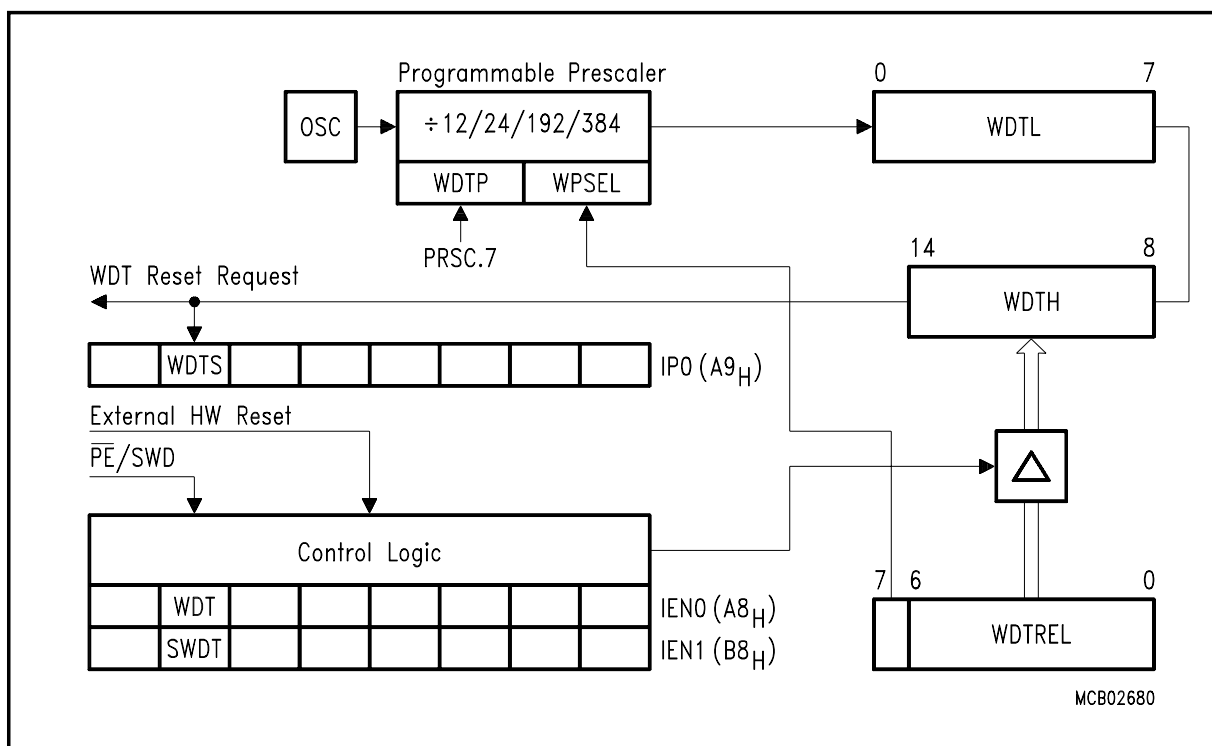 Programmable Prescaler
0 7
OSC
÷12/24/192/384
WDTL
WDTP WPSEL
PRSC.7
14 8
WDT Reset Request
WDTH
WDTS
IP0 (A9H)
External HW Reset
PE/SWD
Control Logic
7 6 0
WDT
IEN0 (A8H)
WDTREL
SWDT
IEN1 (B8H)
MCB02680